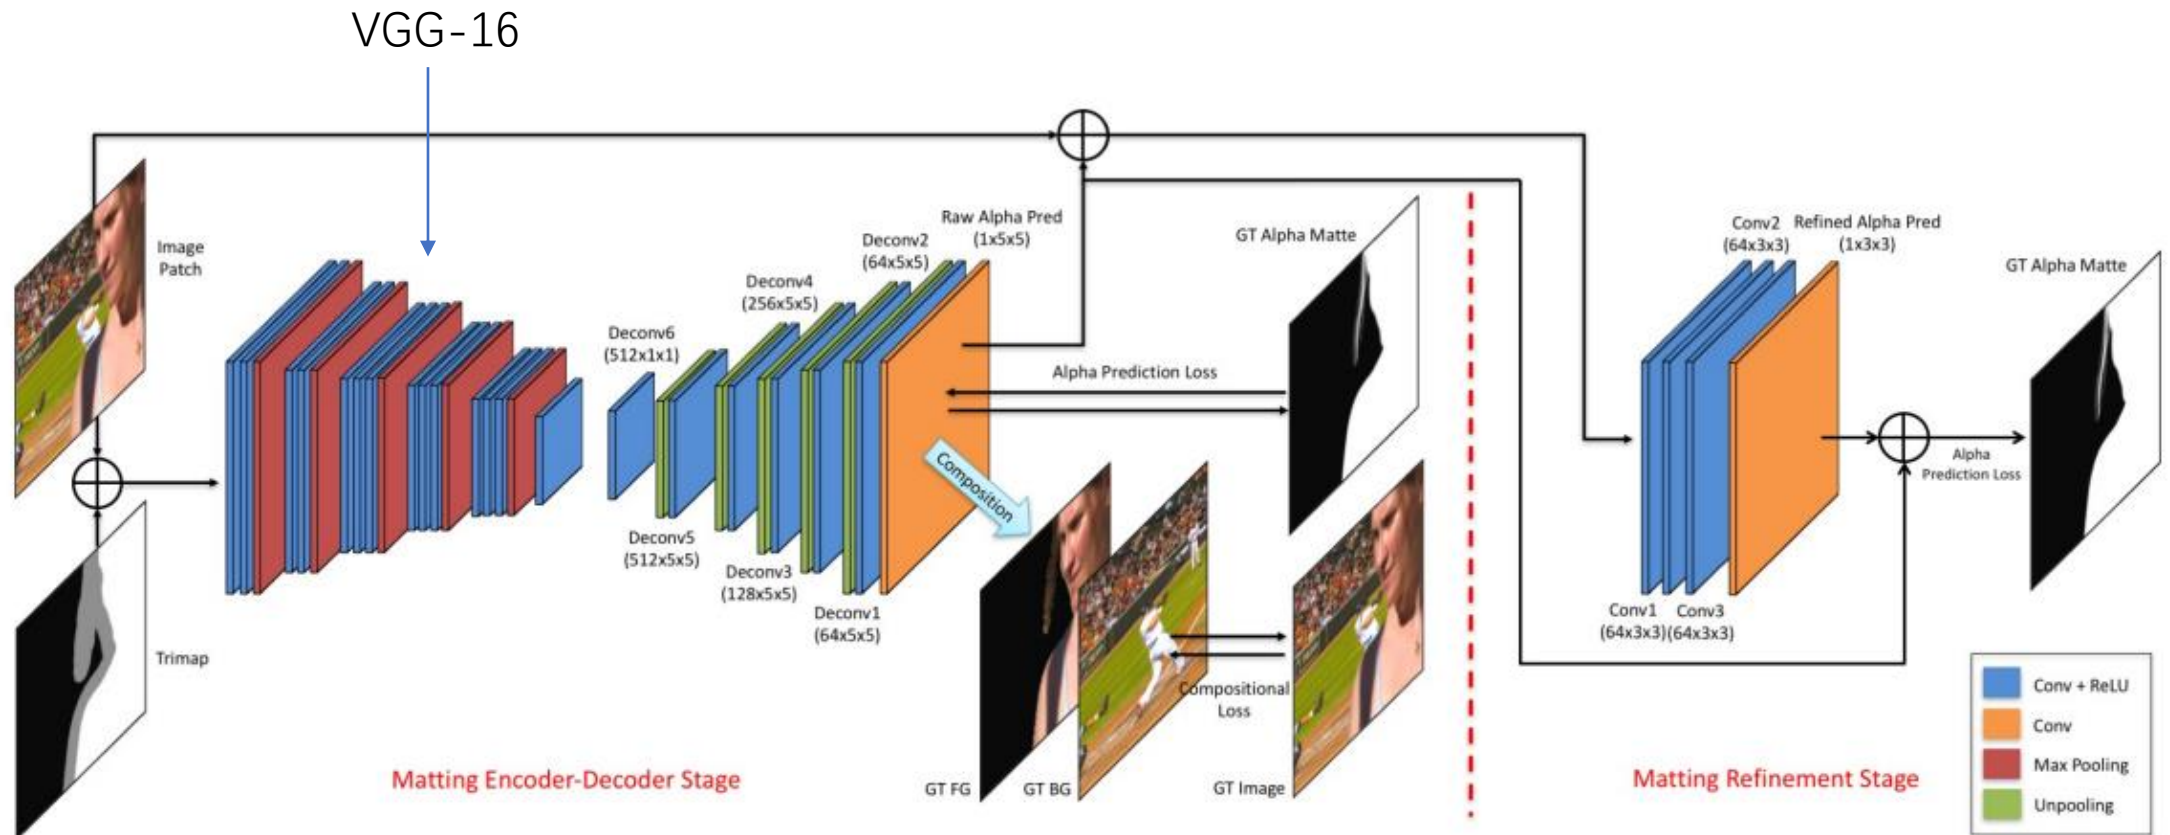 VGG-16
Image
Patch
Trimap
Deconv6
(512x1x1)
Deconv5
(512x5x5)
Deconv4
(256x5x5)
Deconv3
(128x5x5)
Deconv2
(64x5x5)
Deconv1
(64x5x5)
Raw Alpha Pred
(1x5x5)
Alpha Prediction Loss
GT Alpha Matte
Composition
Compositional
Loss
GT FG
GT BG
GT Image
Matting Encoder-Decoder Stage
Conv2
(64x3x3)
Refined Alpha Pred
(1x3x3)
Conv1
(64x3x3)
Conv3
(64x3x3)
GT Alpha Matte
Alpha
Prediction Loss
Matting Refinement Stage
Conv + ReLU
Conv
Max Pooling
Unpooling